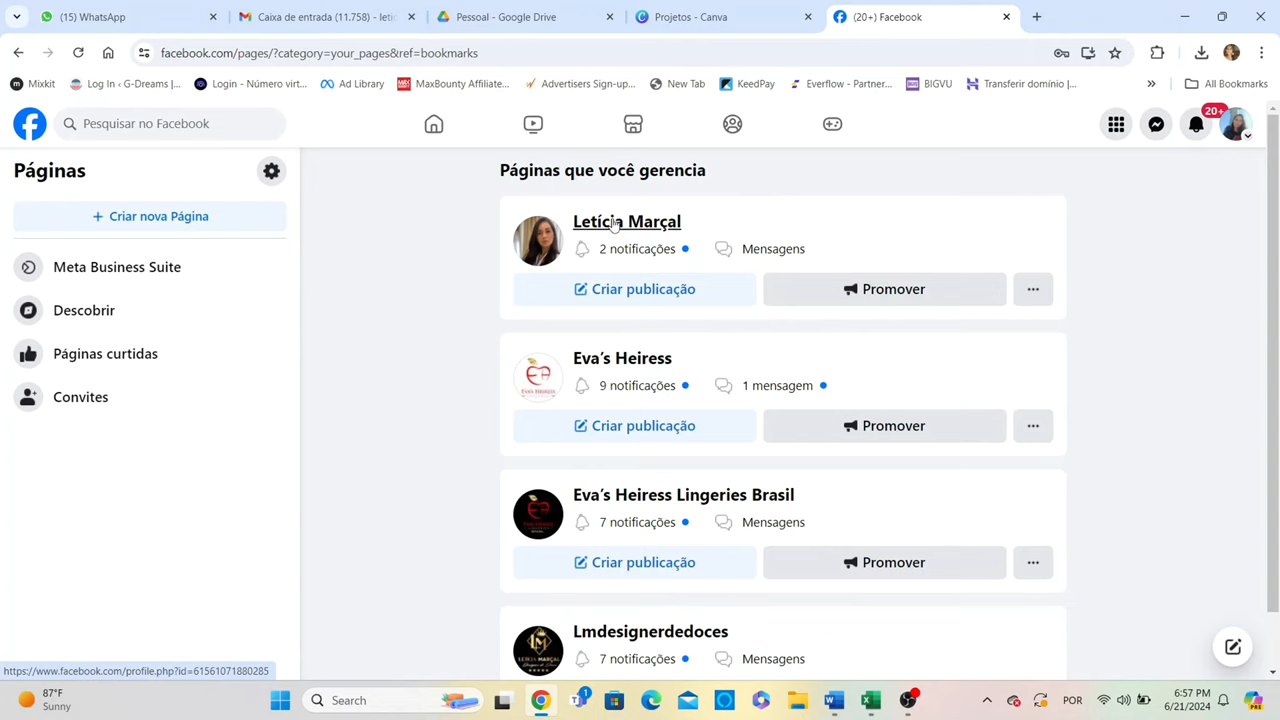 (15) WhatsApp
Caixa de entrada (11.758) - letic
Pessoal - Google Drive
Projetos - Canva
(20+) Facebook
facebook.com/pages/?category=your_pages&ref=bookmarks
Mixkit
Log In ‹ G-Dreams |...
Login - Número virt...
Ad Library
MaxBounty Affiliate...
Advertisers Sign-up...
New Tab
KeedPay
Everflow - Partner...
BIGVU
Transferir domínio |...
»
All Bookmarks
Pesquisar no Facebook
20+
Páginas
+ Criar nova Página
Meta Business Suite
Descobrir
Páginas curtidas
Convites
Páginas que você gerencia
Letícia Marçal
2 notificações
Mensagens
Criar publicação
Promover
Eva´s Heiress
9 notificações
1 mensagem
Criar publicação
Promover
Eva´s Heiress Lingeries Brasil
7 notificações
Mensagens
Criar publicação
Promover
Lmdesignerdedoces
7 notificações
Mensagens
https://www.facebook.com/profile.php?id=61561071880285
87°F
Sunny
Search
1
POR
6:57 PM
6/21/2024